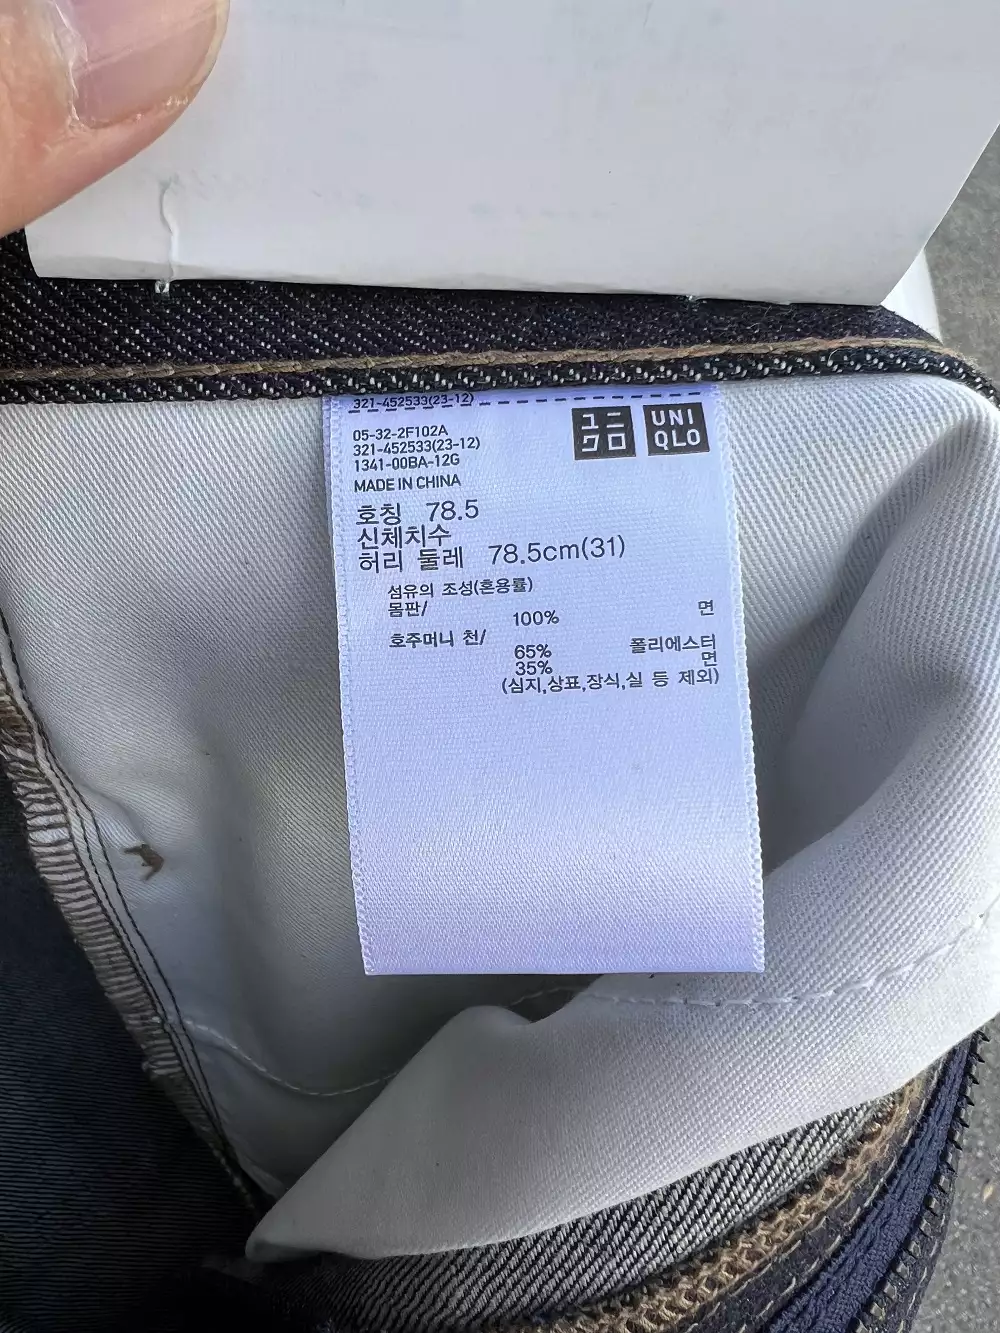 321-452533(23-12)
ユニ
クロ
UNI
QLO
05-32-2F102A
321-452533(23-12)
1341-00BA-12G
MADE IN CHINA
호칭 78.5
신체치수
허리 둘레 78.5cm(31)
섬유의 조성(혼용률)
몸판/
100% 면
호주머니 천/
65% 폴리에스터
35% 면
(심지,상표,장식,실 등 제외)